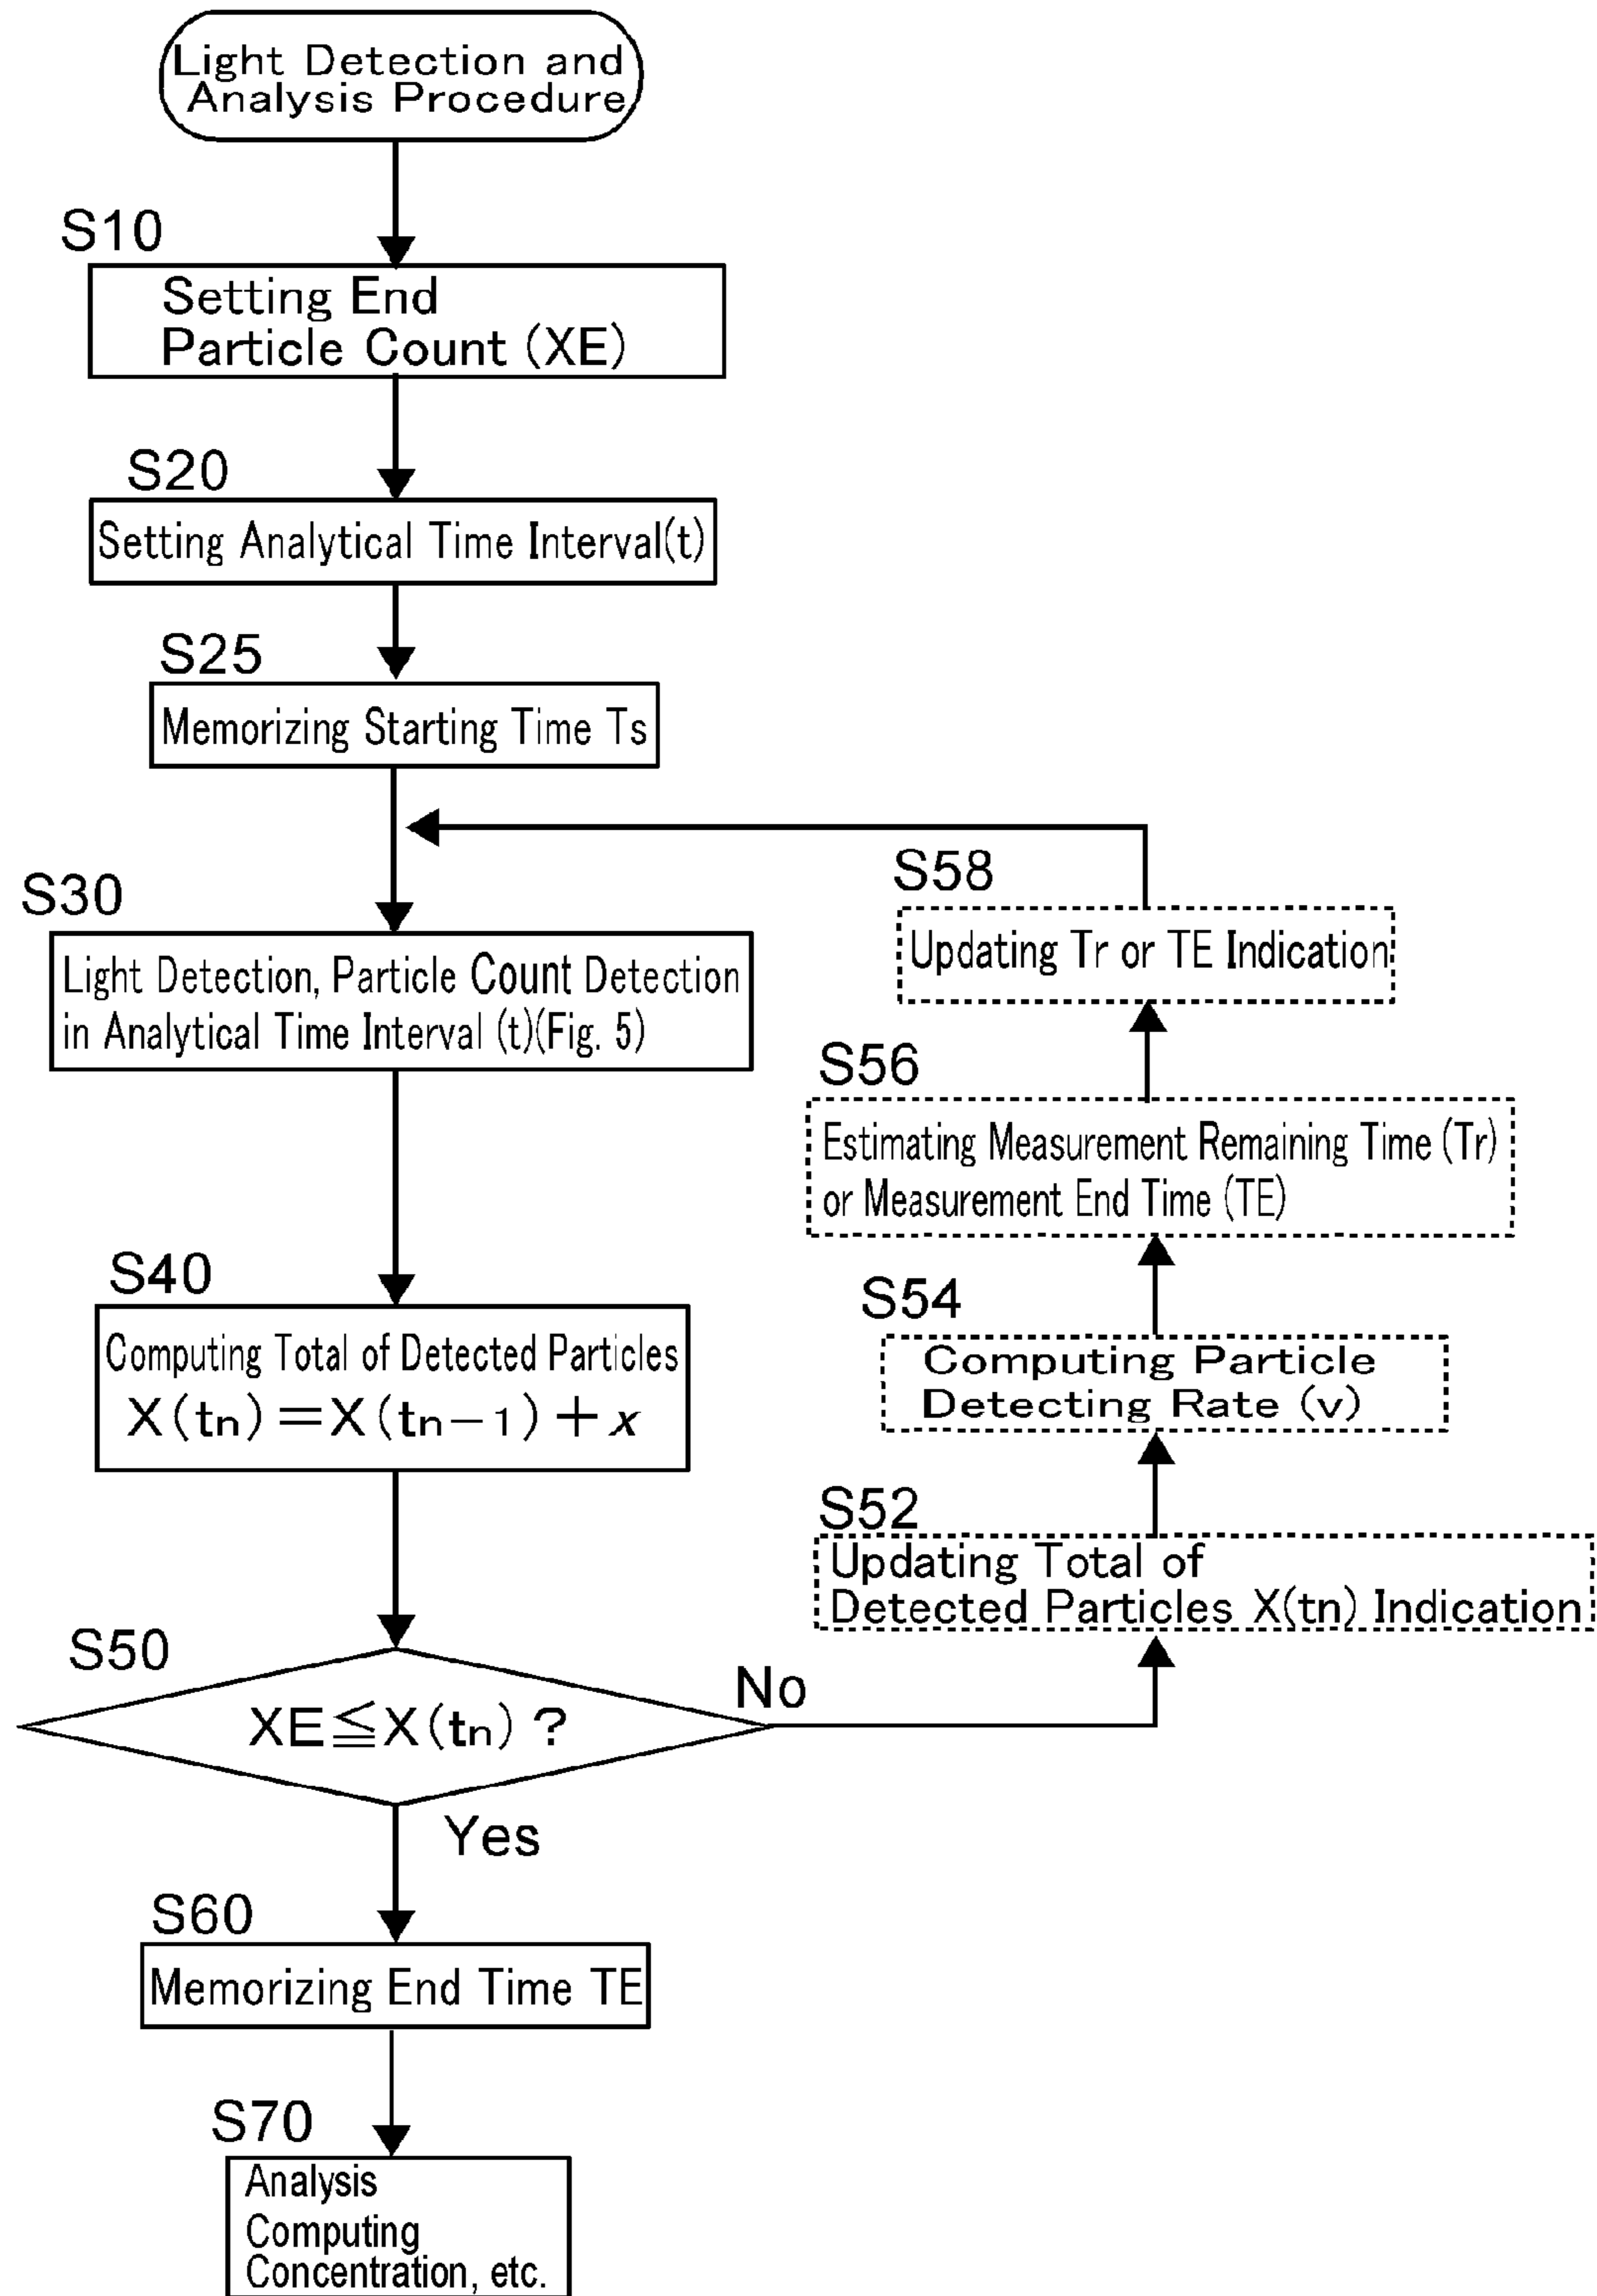 Light Detection and
Analysis Procedure
S10
Setting End
Particle Count (XE)
S20
Setting Analytical Time Interval(t)
S25
Memorizing Starting Time Ts
S30
Light Detection, Particle Count Detection
in Analytical Time Interval (t)(Fig. 5)
S40
Computing Total of Detected Particles
X(tn)=X(tn-1)+x
S50
XE≦X(tn)?
No
Yes
S52
Updating Total of
Detected Particles X(tn) Indication
S54
Computing Particle
Detecting Rate (v)
S56
Estimating Measurement Remaining Time (Tr)
or Measurement End Time (TE)
S58
Updating Tr or TE Indication
S60
Memorizing End Time TE
S70
Analysis
Computing
Concentration, etc.